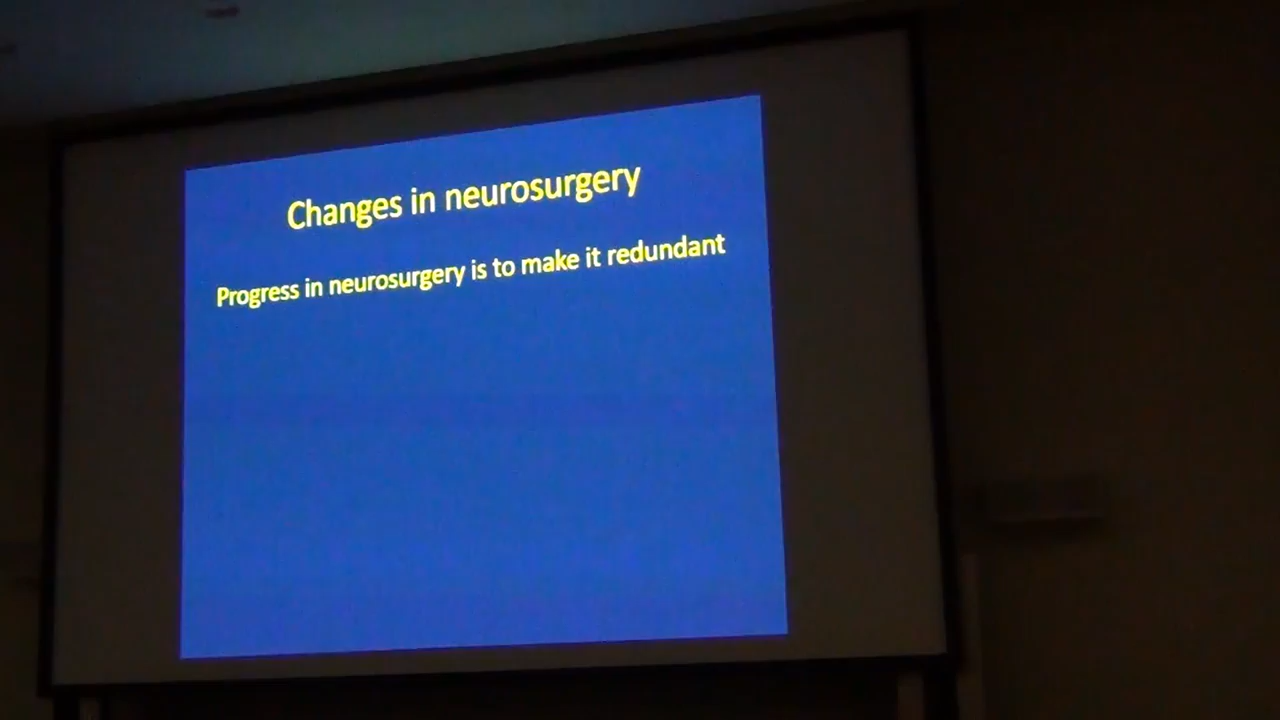 Changes in neurosurgery
Progress in neurosurgery is to make it redundant